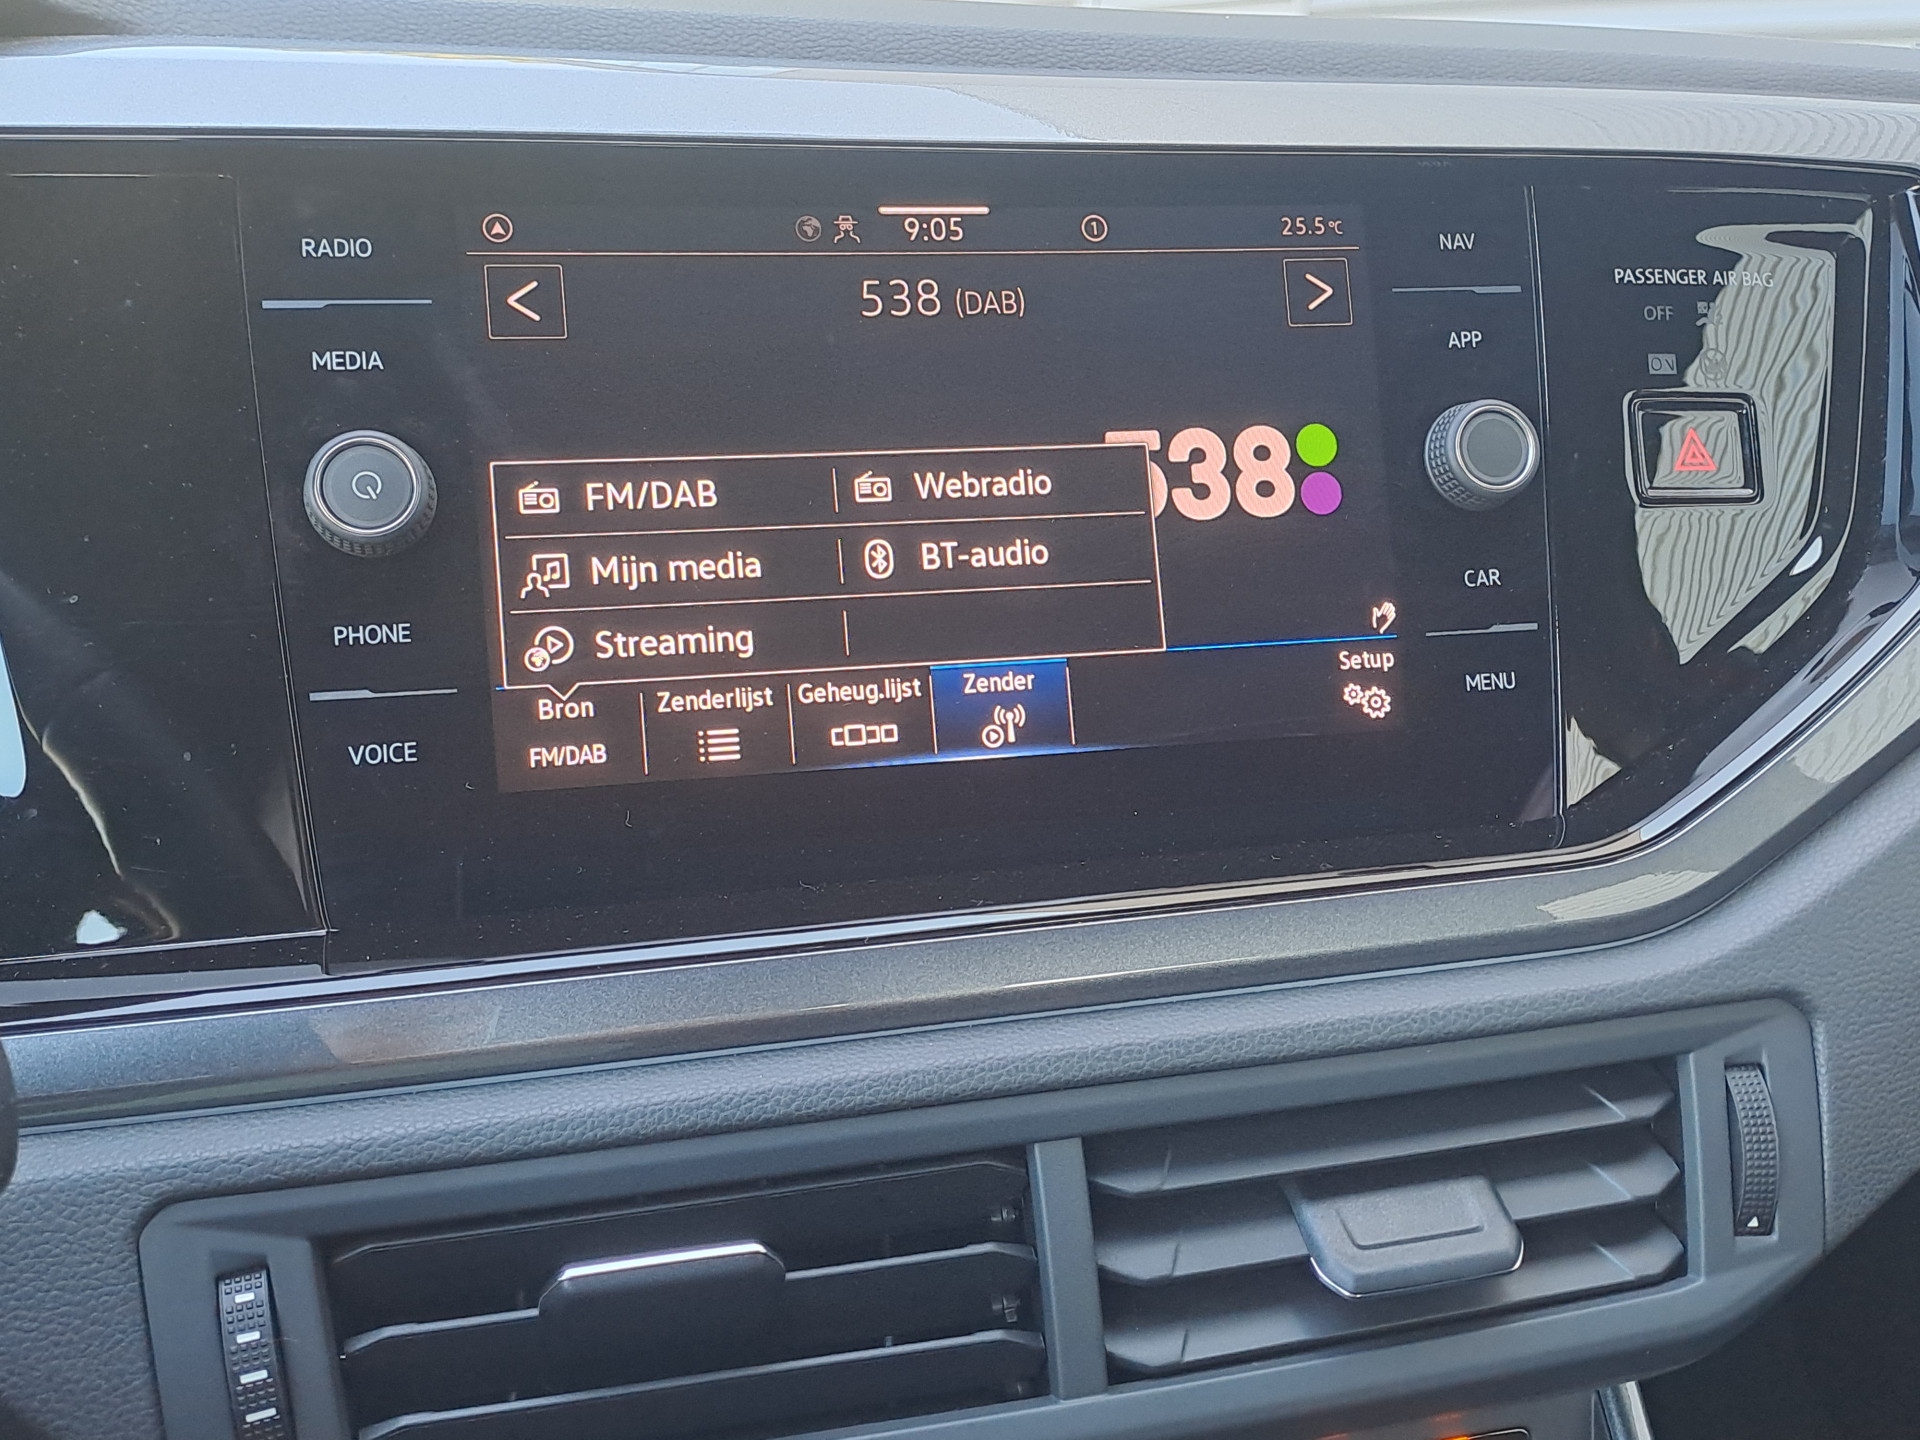 9:05
1
25.5°C
RADIO
MEDIA
PHONE
VOICE
538 (DAB)
538
FM/DAB
Webradio
Mijn media
BT-audio
Streaming
Bron
FM/DAB
Zenderlijst
Geheug.lijst
Zender
Setup
NAV
APP
CAR
MENU
PASSENGER AIR BAG
OFF
ON